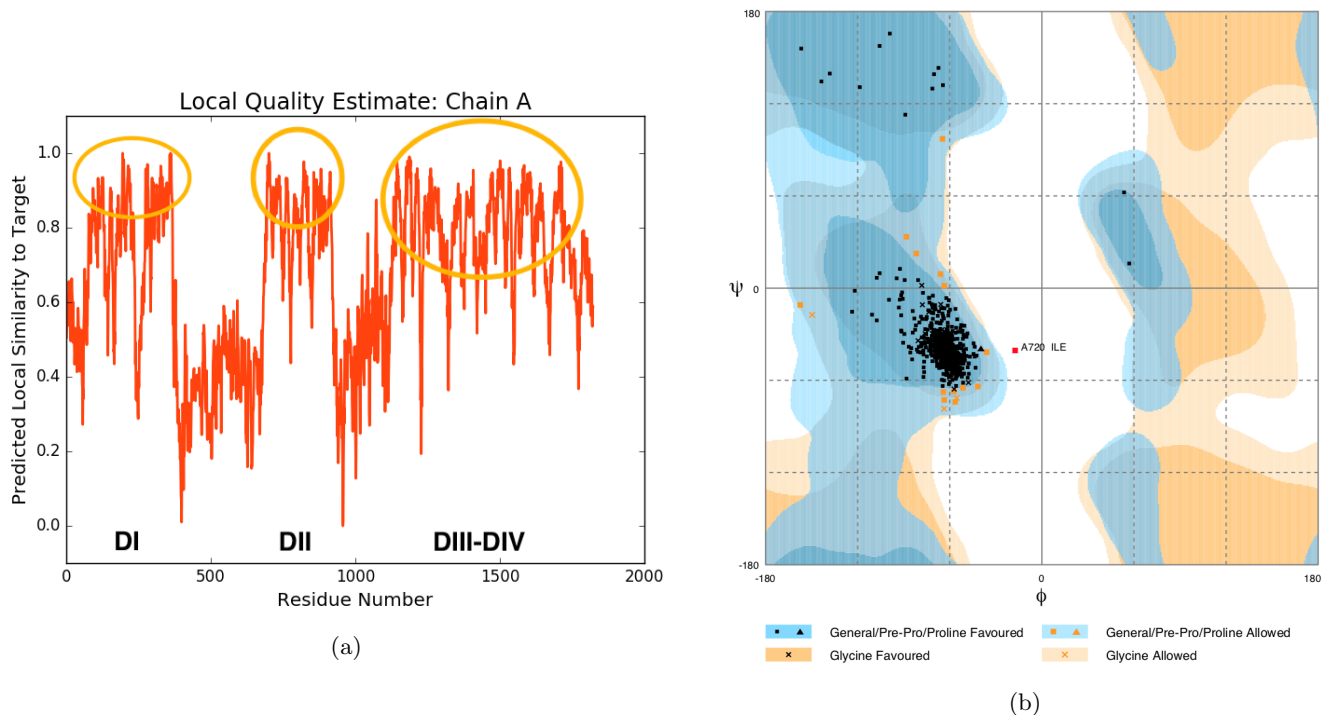 Local Quality Estimate: Chain A
Predicted Local Similarity to Target
1.0
0.8
0.6
0.4
0.2
0.0
DI
DII
DIII-DIV
0
500
1000
1500
2000
Residue Number
(a)
180
ψ
0
-180
A720 ILE
-180
0
180
ϕ
General/Pre-Pro/Proline Favoured
General/Pre-Pro/Proline Allowed
Glycine Favoured
Glycine Allowed
(b)